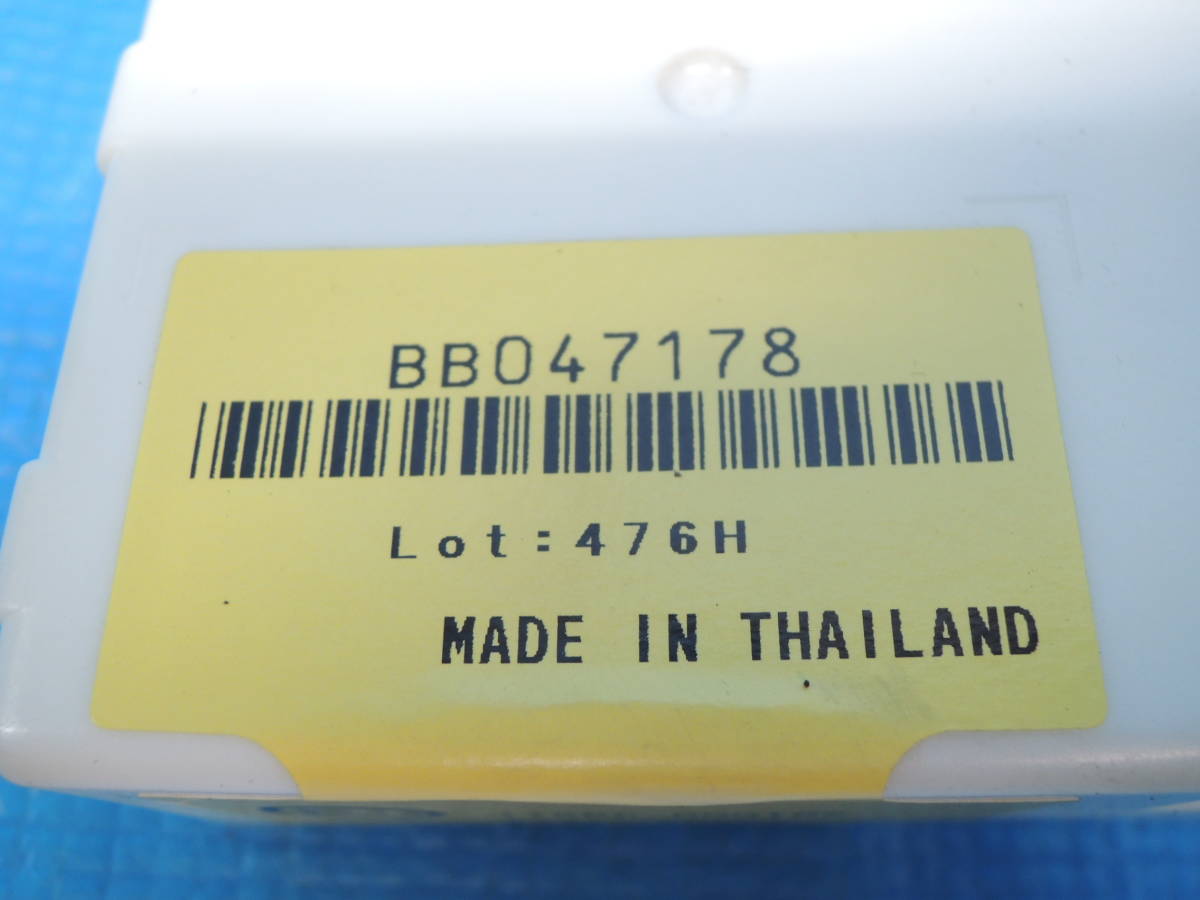 BB047178
Lot:476H
MADE IN THAILAND